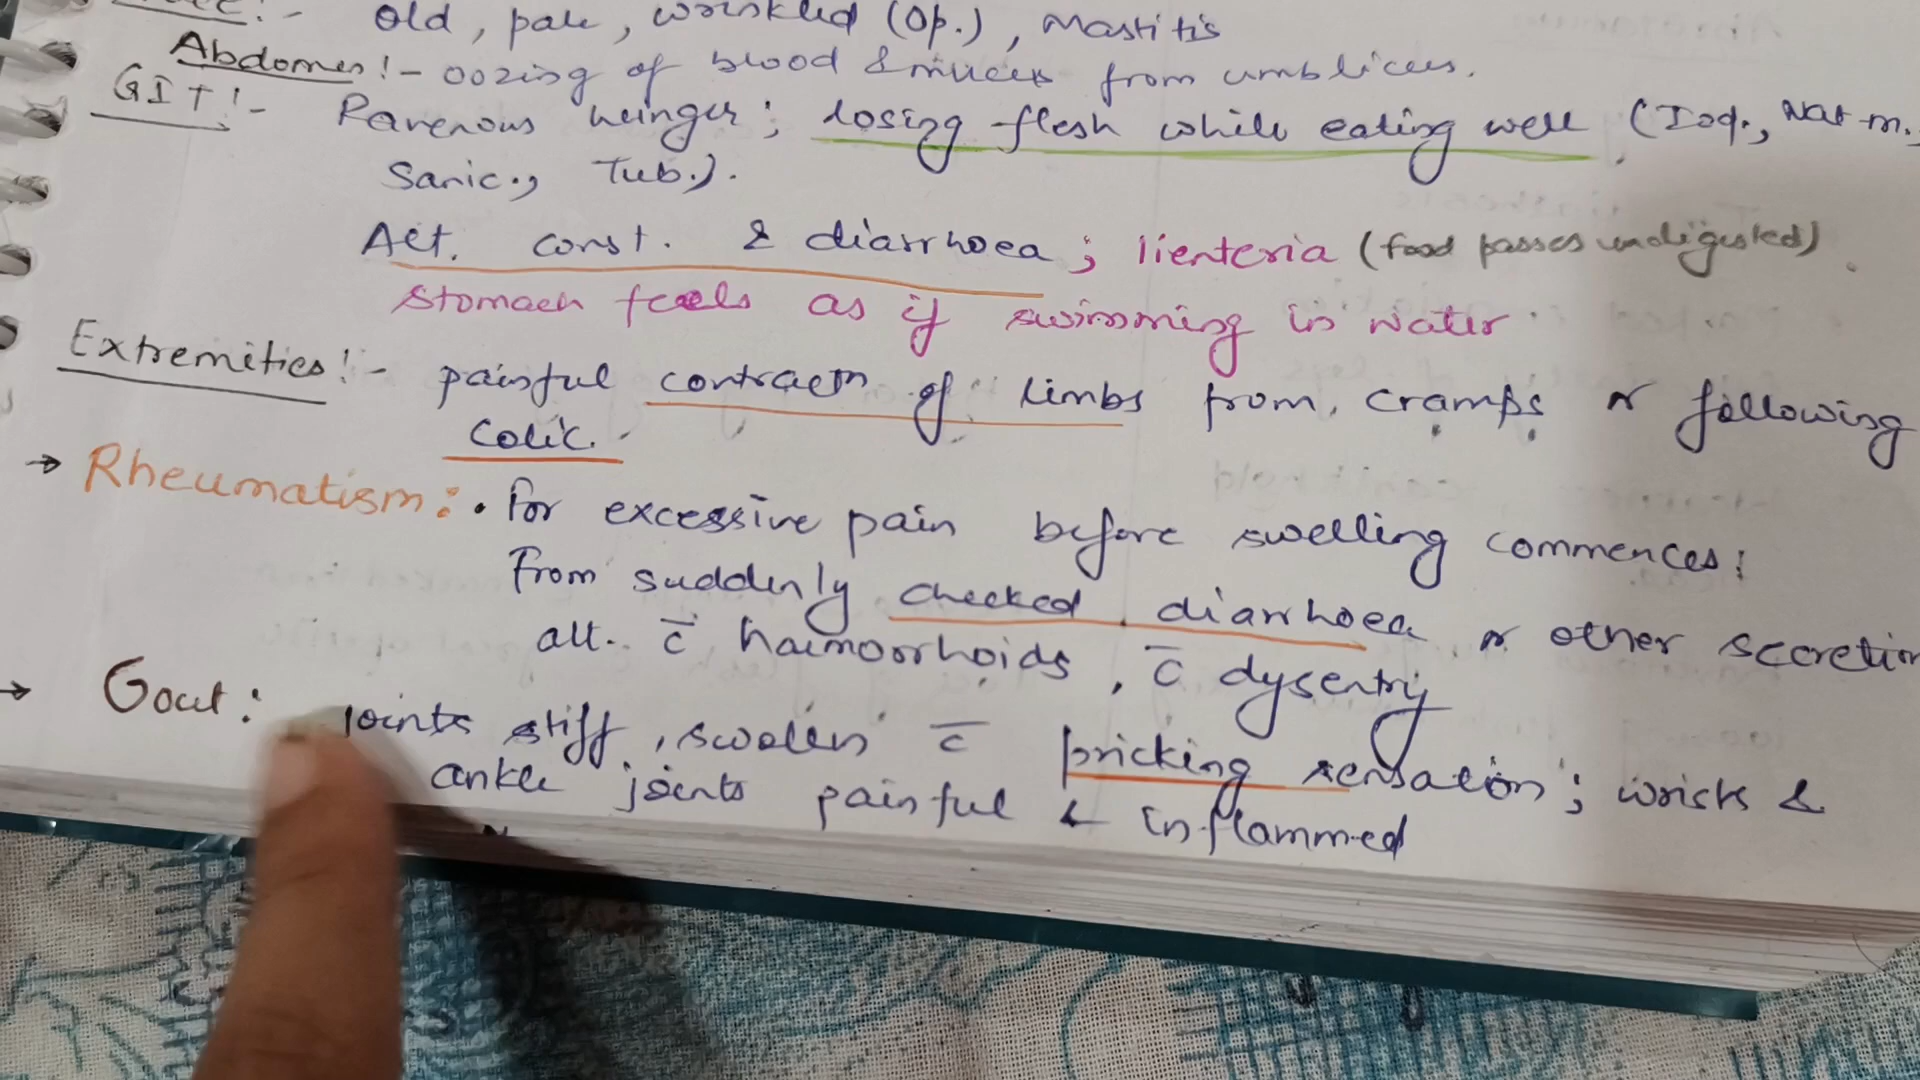 Old, pale, wrinkled (Op.), Mastitis
Abdomen:- oozing of blood & mucus from umblicus.
GIT:- Ravenous hunger; losing flesh while eating well (Iod., Nat-m.,
Sanic., Tub.).
Alt. const. & diarrhoea; lienteria (food passes undigested)
Stomach feels as if swimming in water
Extremities:- painful contractn of limbs from cramps or following
colic.
→ Rheumatism: • For excessive pain before swelling commences;
From suddenly checked diarrhoea or other secretion
alt. c̄ haemorrhoids, c̄ dysentry
→ Gout: Joints stiff, swollen c̄ pricking sensation; wrists &
ankle joints painful & inflammed